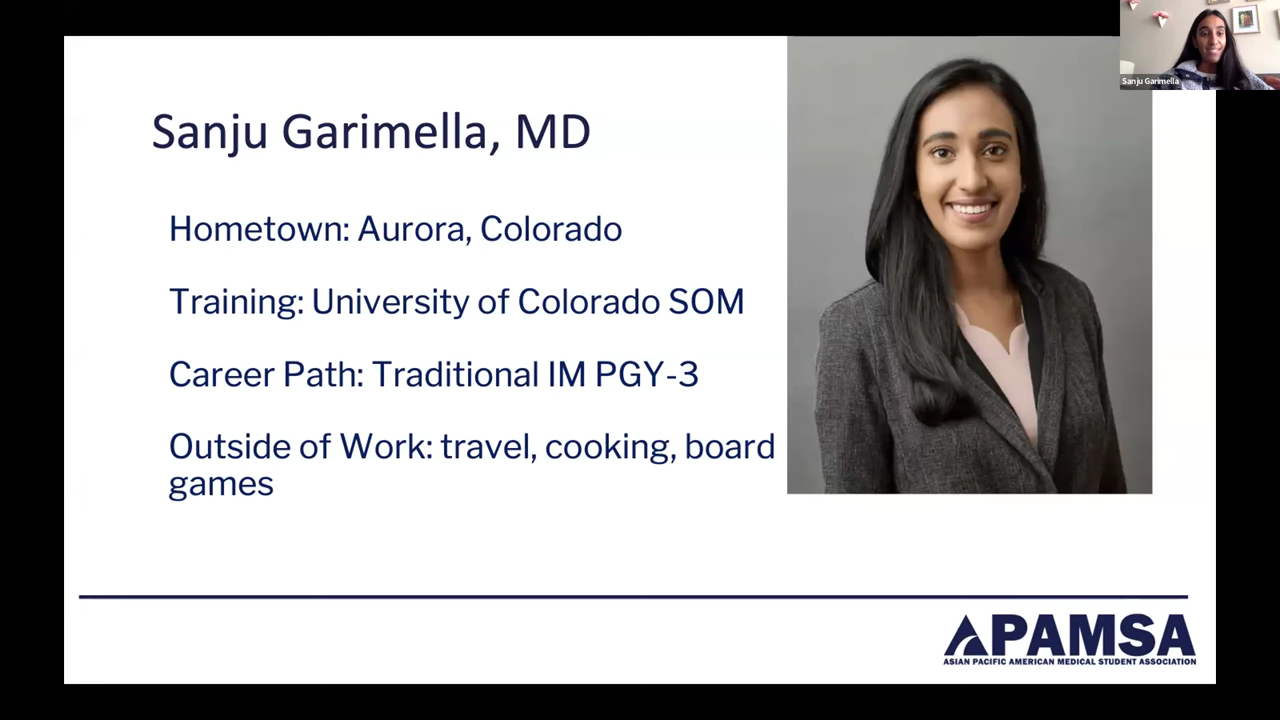 Sanju Garimella, MD
Hometown: Aurora, Colorado
Training: University of Colorado SOM
Career Path: Traditional IM PGY-3
Outside of Work: travel, cooking, board
games
Sanju Garimella
APAMSA
ASIAN PACIFIC AMERICAN MEDICAL STUDENT ASSOCIATION